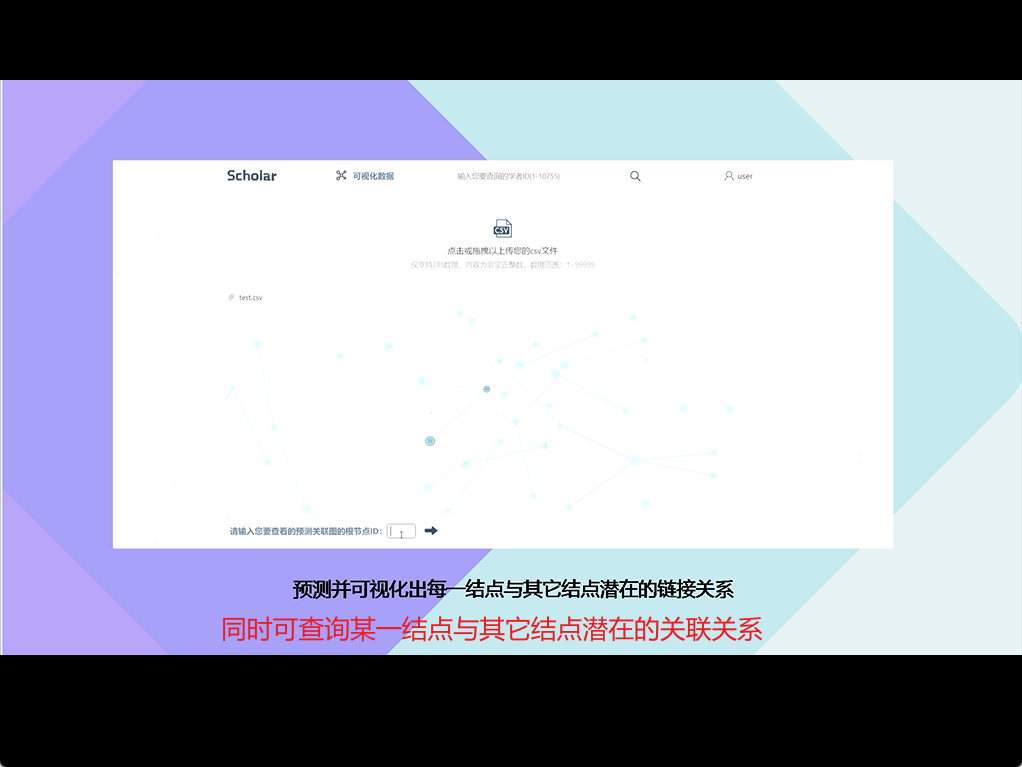 Scholar 可视化数据 输入您要查询的学者ID(1-10755) user
CSV
点击或拖拽以上传您的csv文件
仅支持2列数据，内容为非空正整数，数据范围：1~99999
test.csv
请输入您要查看的预测关联图的根节点ID：
预测并可视化出每一结点与其它结点潜在的链接关系
同时可查询某一结点与其它结点潜在的关联关系